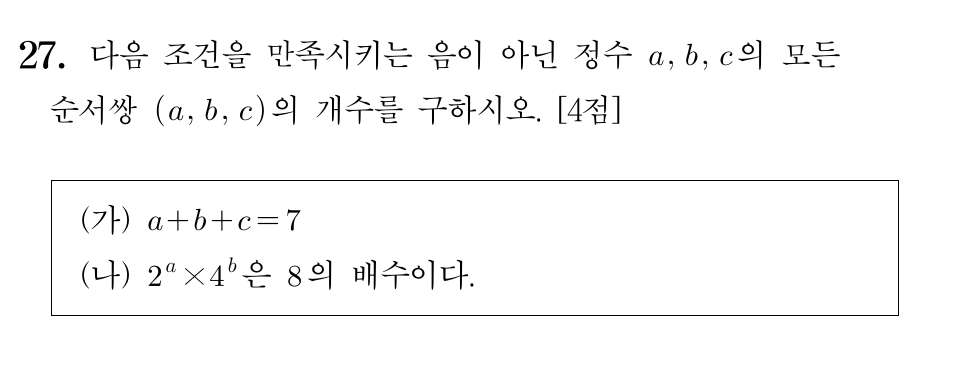 27. 다음 조건을 만족시키는 음이 아닌 정수 a, b, c의 모든
순서쌍 (a, b, c)의 개수를 구하시오. [4점]
(가) a+b+c=7
(나) 2^a×4^b은 8의 배수이다.